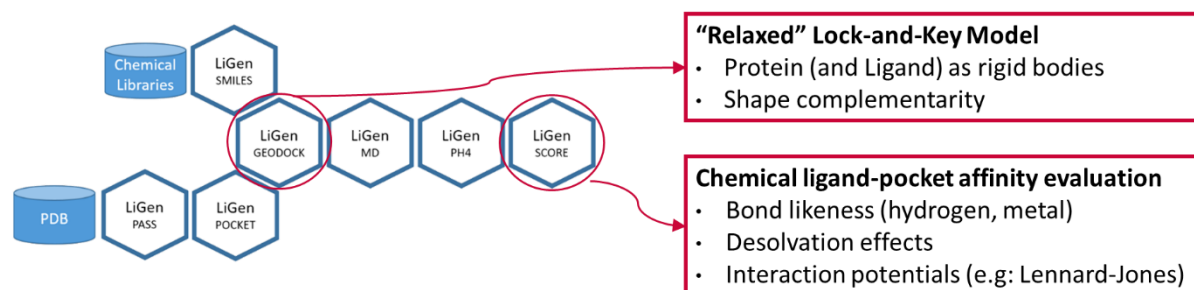 Chemical
Libraries
LiGen
SMILES
LiGen
GEODOCK
LiGen
MD
LiGen
PH4
LiGen
SCORE
PDB
LiGen
PASS
LiGen
POCKET
“Relaxed” Lock-and-Key Model
• Protein (and Ligand) as rigid bodies
• Shape complementarity
Chemical ligand-pocket affinity evaluation
• Bond likeness (hydrogen, metal)
• Desolvation effects
• Interaction potentials (e.g: Lennard-Jones)